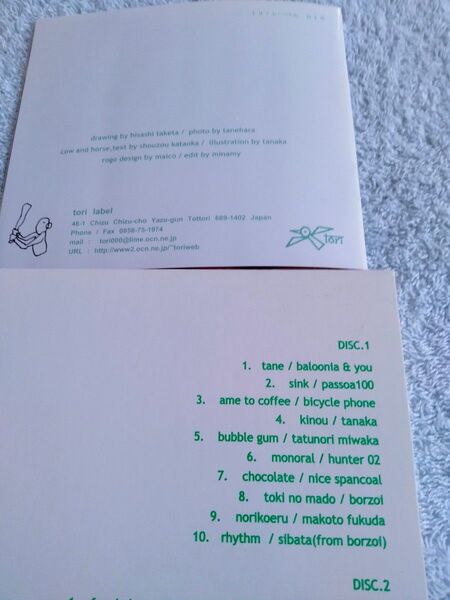 drawing by hisashi taketa / photo by tanehara
cow and horse,test by shouzou kataoka / illustration by tanaka
rogo design by maico / edit by minamy
tori label
46-1 Chizu Chizu-cho Yazu-gun Tottori 689-1402 Japan
Phone / Fax 0858-75-1974
mail : tori000@lime.ocn.ne.jp
URL : http://www2.ocn.ne.jp/~toriweb
tori
DISC.1
1. tane / baloonia & you
2. sink / passoa100
3. ame to coffee / bicycle phone
4. kinou / tanaka
5. bubble gum / tatunori miwaka
6. monoral / hunter 02
7. chocolate / nice spancoal
8. toki no mado / borzoi
9. norikoeru / makoto fukuda
10. rhythm / sibata(from borzoi)
DISC.2